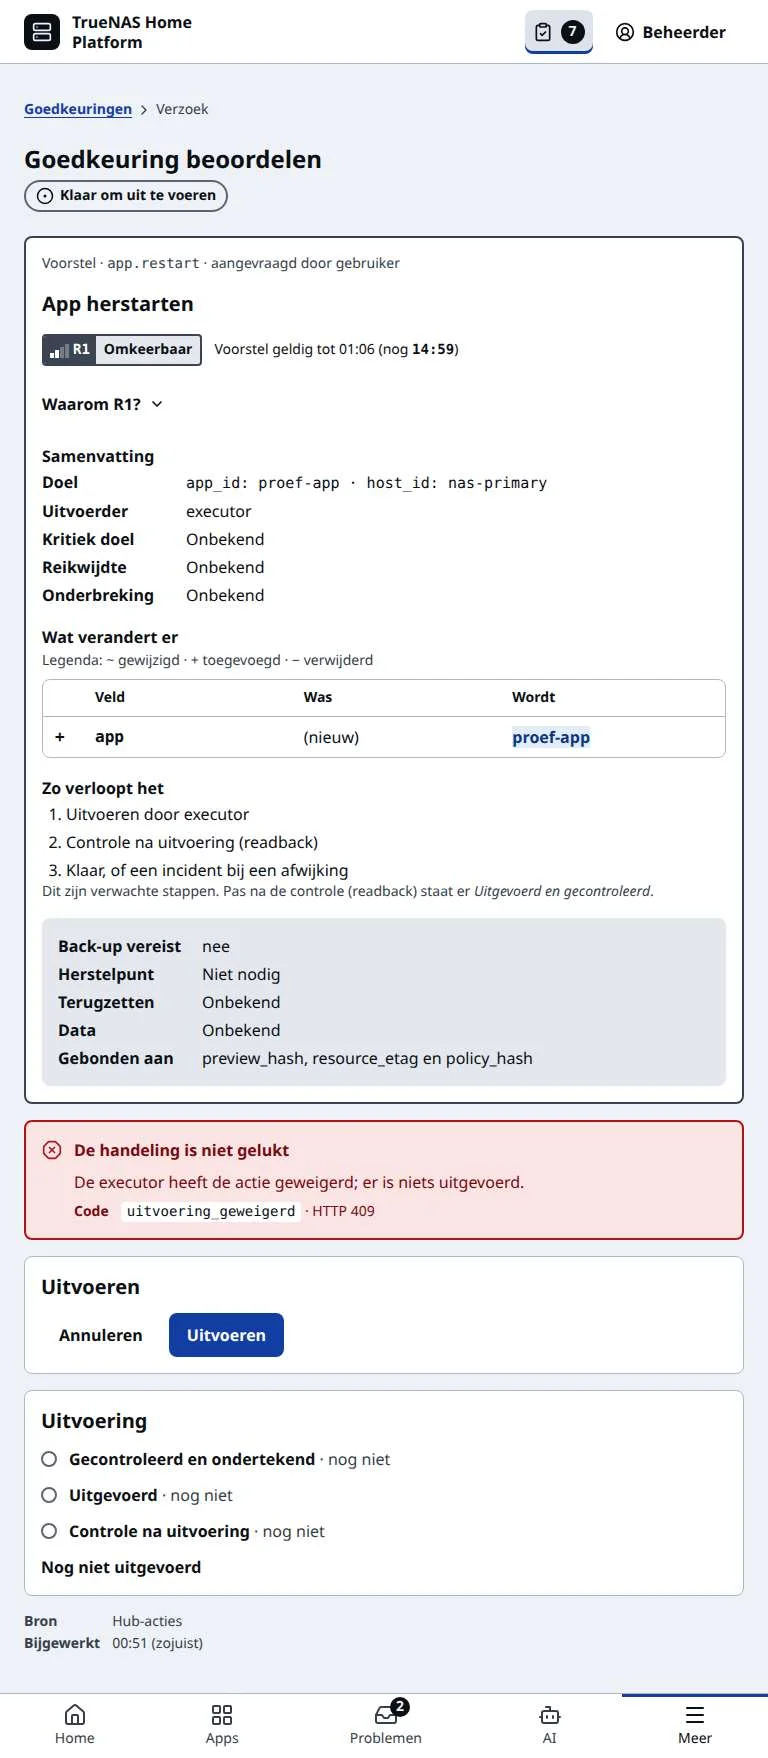 TrueNAS Home
Platform
7
Beheerder
Goedkeuringen > Verzoek
Goedkeuring beoordelen
Klaar om uit te voeren
Voorstel · app.restart · aangevraagd door gebruiker
App herstarten
R1 Omkeerbaar Voorstel geldig tot 01:06 (nog 14:59)
Waarom R1?
Samenvatting
Doel app_id: proef-app · host_id: nas-primary
Uitvoerder executor
Kritiek doel Onbekend
Reikwijdte Onbekend
Onderbreking Onbekend
Wat verandert er
Legenda: ~ gewijzigd · + toegevoegd · − verwijderd
Veld Was Wordt
+ app (nieuw) proef-app
Zo verloopt het
1. Uitvoeren door executor
2. Controle na uitvoering (readback)
3. Klaar, of een incident bij een afwijking
Dit zijn verwachte stappen. Pas na de controle (readback) staat er Uitgevoerd en gecontroleerd.
Back-up vereist nee
Herstelpunt Niet nodig
Terugzetten Onbekend
Data Onbekend
Gebonden aan preview_hash, resource_etag en policy_hash
De handeling is niet gelukt
De executor heeft de actie geweigerd; er is niets uitgevoerd.
Code uitvoering_geweigerd · HTTP 409
Uitvoeren
Annuleren Uitvoeren
Uitvoering
Gecontroleerd en ondertekend · nog niet
Uitgevoerd · nog niet
Controle na uitvoering · nog niet
Nog niet uitgevoerd
Bron Hub-acties
Bijgewerkt 00:51 (zojuist)
2
Home Apps Problemen AI Meer